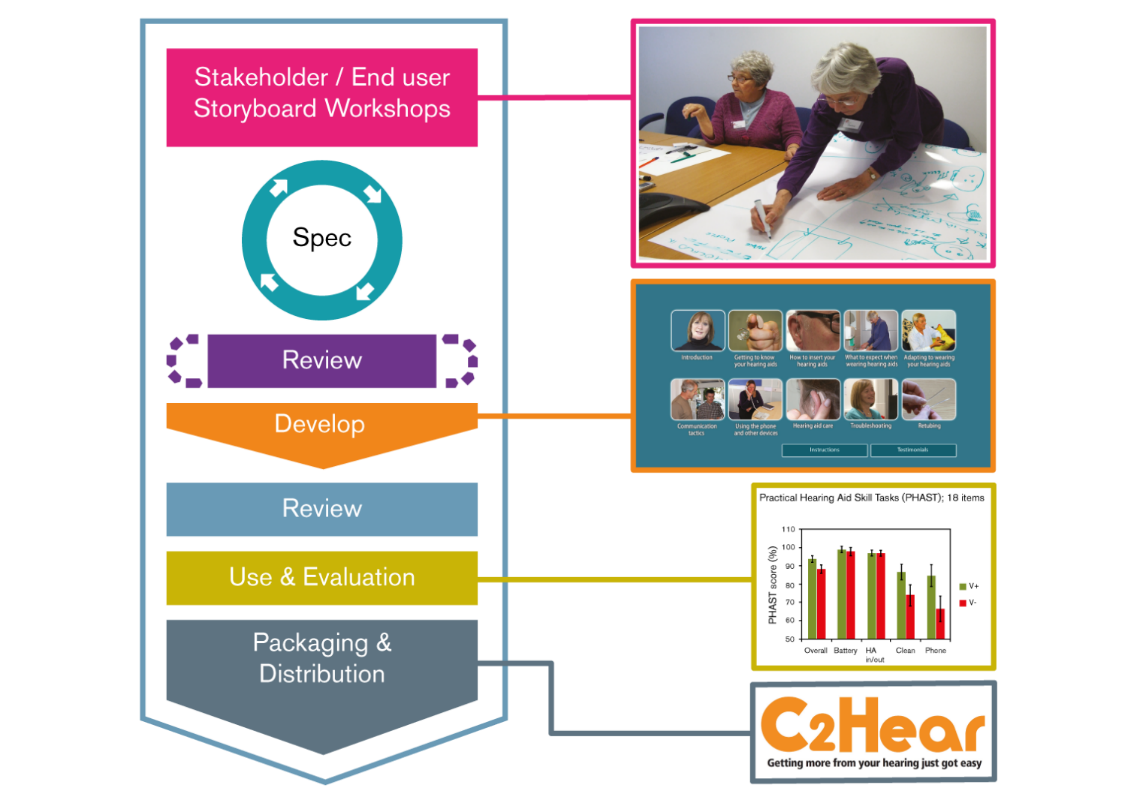 Stakeholder / End user
Storyboard Workshops
Spec
Review
Develop
Review
Use & Evaluation
Packaging &
Distribution
Introduction
Getting to know
your hearing aids
How to insert your
hearing aids
What to expect when
wearing hearing aids
Adapting to wearing
your hearing aids
Communication
tactics
Using the phone
and other devices
Hearing aid care
Troubleshooting
Retubing
Instructions
Testimonials
Practical Hearing Aid Skill Tasks (PHAST); 18 items
PHAST score (%)
110
100
90
80
70
60
50
Overall
Battery
HA
in/out
Clean
Phone
V+
V-
C2Hear
Getting more from your hearing just got easy